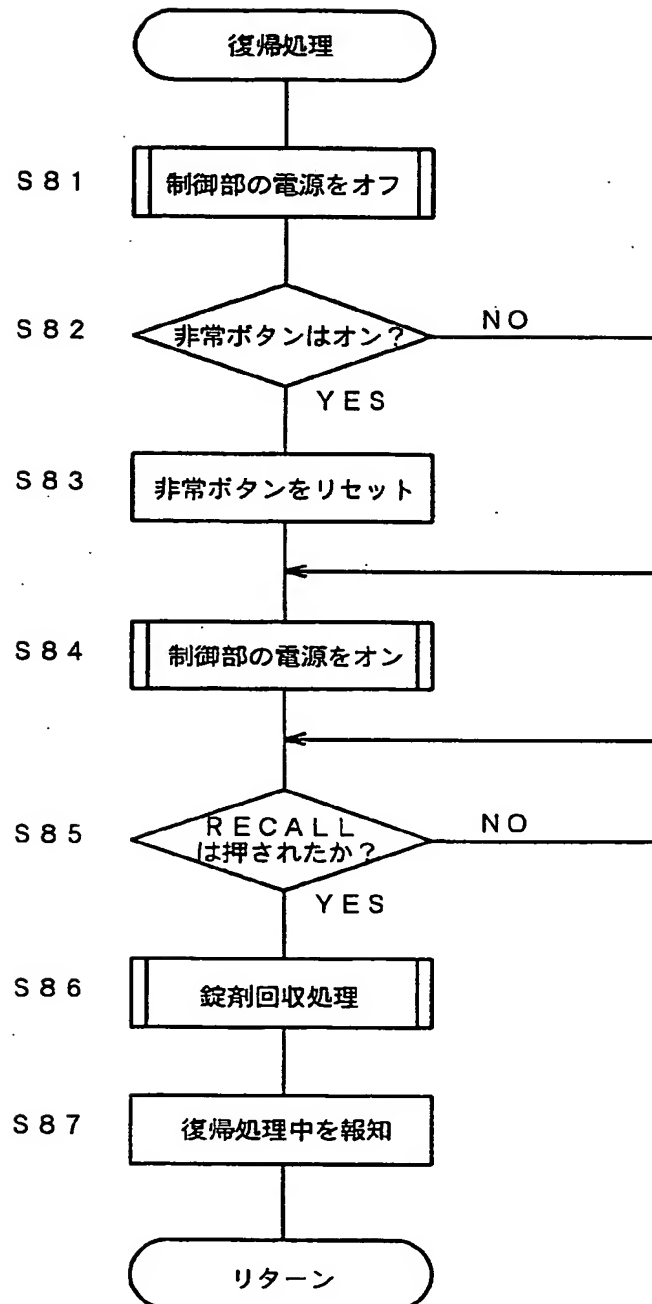 復帰処理
S81 制御部の電源をオフ
S82 非常ボタンはオン? NO
YES
S83 非常ボタンをリセット
S84 制御部の電源をオン
S85 RECALL
は押されたか? NO
YES
S86 錠剤回収処理
S87 復帰処理中を報知
リターン